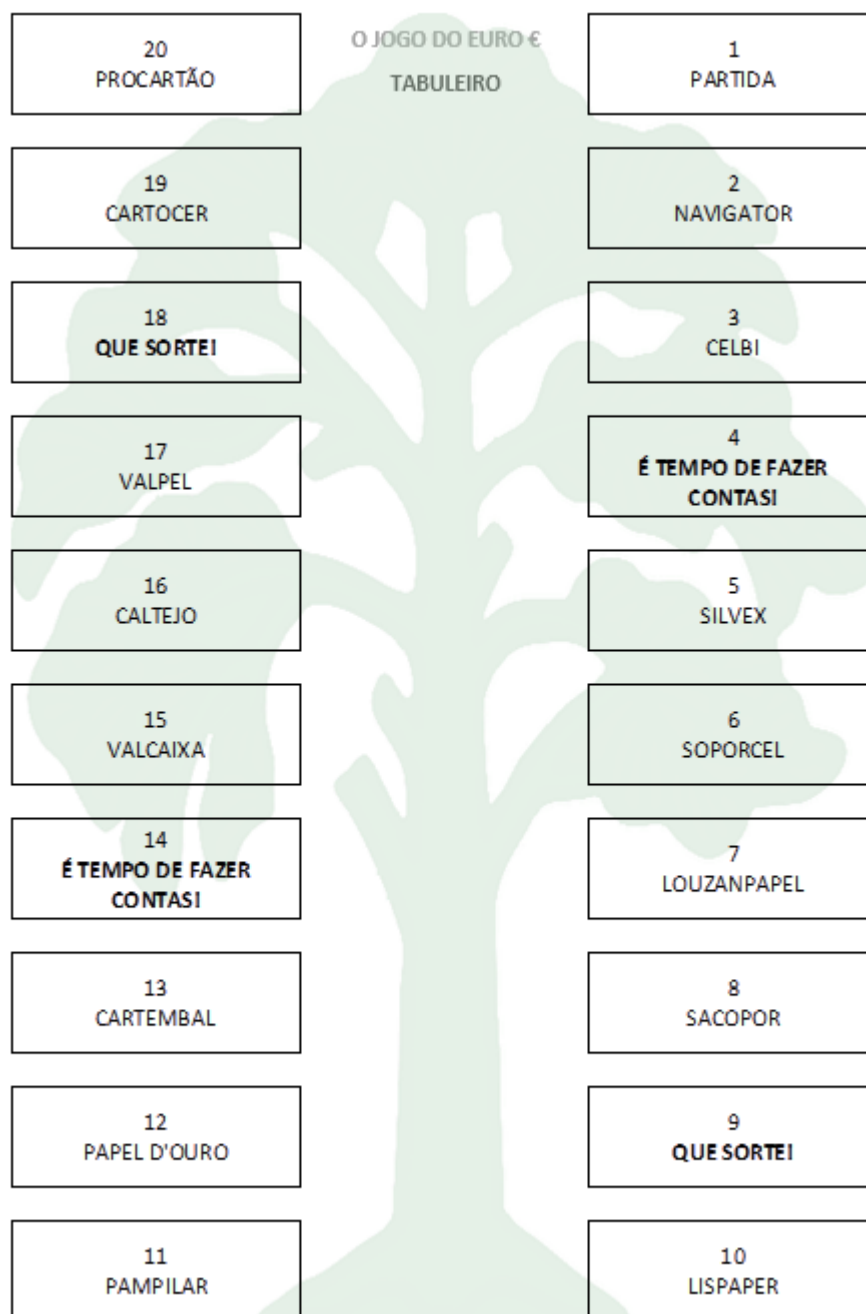 O JOGO DO EURO €
TABULEIRO
20
PROCARTÃO
1
PARTIDA
19
CARTOCER
2
NAVIGATOR
18
QUE SORTE!
3
CELBI
17
VALPEL
4
É TEMPO DE FAZER
CONTAS!
16
CALTEJO
5
SILVEX
15
VALCAIXA
6
SOPORCEL
14
É TEMPO DE FAZER
CONTAS!
7
LOUZANPAPEL
13
CARTEMBAL
8
SACOPOR
12
PAPEL D'OURO
9
QUE SORTE!
11
PAMPILAR
10
LISPAPER